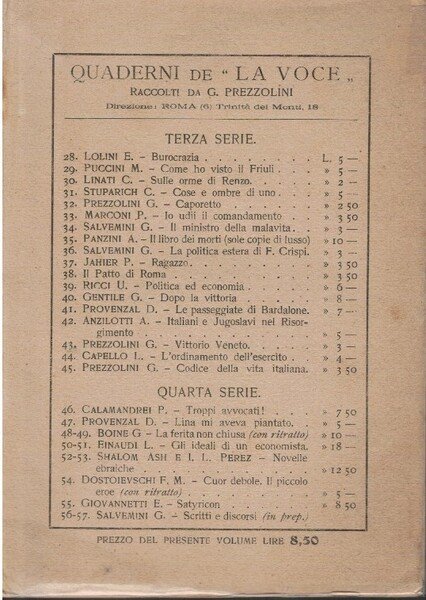 QUADERNI DE " LA VOCE „
RACCOLTI DA G. PREZZOLINI
Direzione: ROMA (6) Trinità dei Monti, 18
TERZA SERIE.
28. LOLINI E. – Burocrazia . . . . . . . . L. 5 —
29. PUCCINI M. – Come ho visto il Friuli . . . » 5 —
30. LINATI C. – Sulle orme di Renzo. . . . . » 2 —
31. STUPARICH C. – Cose e ombre di uno . . . » 5 —
32. PREZZOLINI G. – Caporetto . . . . . . » 2 50
33. MARCONI P. – Io udii il comandamento . . » 3 50
34. SALVEMINI G. – Il ministro della malavita . . » 3 —
35. PANZINI A. – Il libro dei morti (sole copie di lusso) » 10 —
36. SALVEMINI G. – La politica estera di F. Crispi. » 3 —
37. JAHIER P. – Ragazzo. . . . . . . . » 3 50
38. Il Patto di Roma . . . . . . . . . » 3 50
39. RICCI U. – Politica ed economia . . . . » 6 —
40. GENTILE G. – Dopo la vittoria . . . . . » 8 —
41. PROVENZAL D. – Le passeggiate di Bardalone. » 7 —
42. ANZILOTTI A. – Italiani e Jugoslavi nel Risor-
gimento . . . . . . . . . . . » 5 —
43. PREZZOLINI G. – Vittorio Veneto. . . . . » 3 —
44. CAPELLO L. – L'ordinamento dell'esercito . . » 4 —
45. PREZZOLINI G. – Codice della vita italiana. . » 3 50
QUARTA SERIE.
46. CALAMANDREI P. – Troppi avvocati! . . . » 7 50
47. PROVENZAL D. – Lina mi aveva piantato. . . » 5 —
48-49. BOINE G – La ferita non chiusa (con ritratto) » 10 —
50-51. EINAUDI L. – Gli ideali di un economista. » 18 —
52-53. SHALOM ASH E I. L. PEREZ – Novelle
ebraiche . . . . . . . . . . . » 12 50
54. DOSTOIEVSCHI F. M. – Cuor debole. Il piccolo
eroe (con ritratto) . . . . . . . . » 5 —
55. GIOVANNETTI E. – Satyricon . . . . . » 8 50
56-57. SALVEMINI G. – Scritti e discorsi (in prep.)
PREZZO DEL PRESENTE VOLUME LIRE 8,50